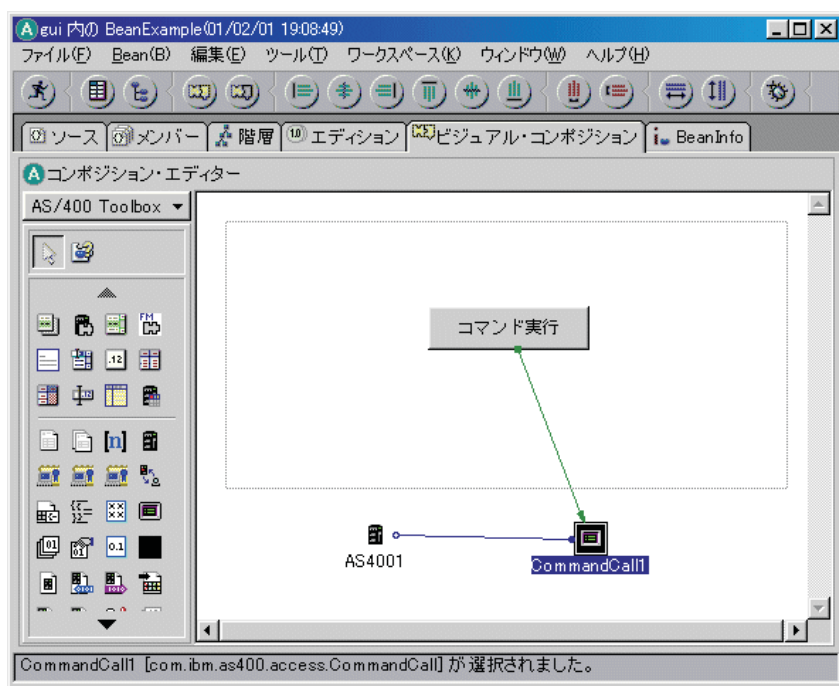 gui 内の BeanExample(01/02/01 19:08:49)
ファイル(F) Bean(B) 編集(E) ツール(T) ワークスペース(K) ウィンドウ(W) ヘルプ(H)
ソース メンバー 階層 エディション ビジュアル・コンポジション BeanInfo
コンポジション・エディター
AS/400 Toolbox
コマンド実行
AS4001
CommandCall1
CommandCall1 [com.ibm.as400.access.CommandCall] が選択されました。